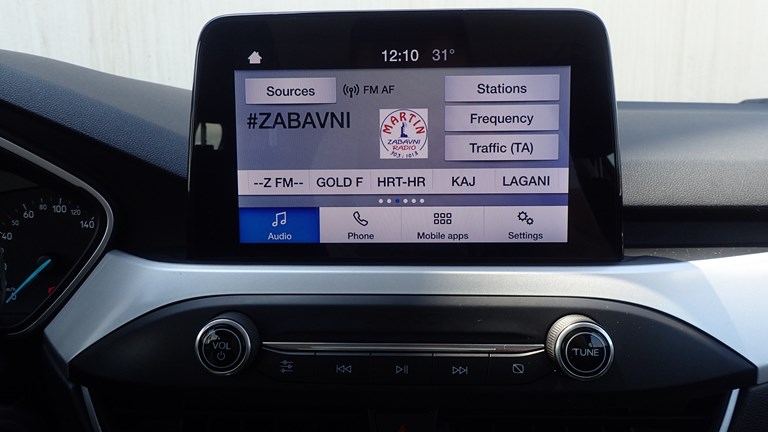 12:10 31°
Sources
FM AF
Stations
#ZABAVNI
MARTIN
ZABAVNI
RADIO
Frequency
Traffic (TA)
--Z FM--
GOLD F
HRT-HR
KAJ
LAGANI
Audio
Phone
Mobile apps
Settings
40
60
80
100
120
140
VOL
TUNE